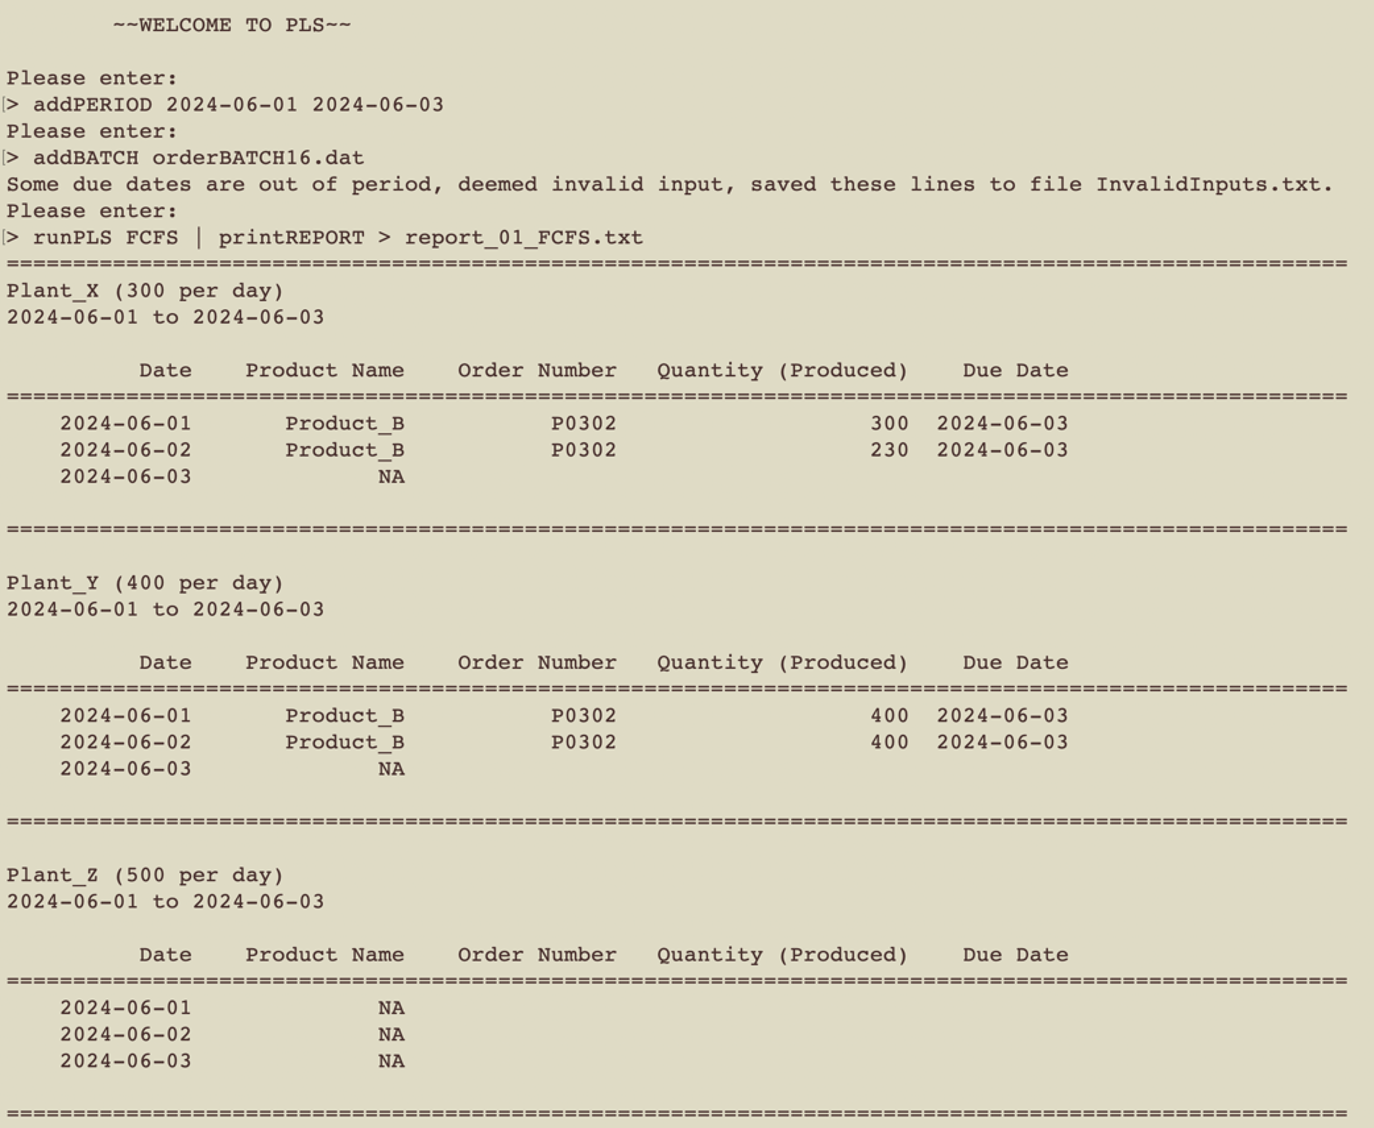 ~~WELCOME TO PLS~~
Please enter:
> addPERIOD 2024-06-01 2024-06-03
Please enter:
> addBATCH orderBATCH16.dat
Some due dates are out of period, deemed invalid input, saved these lines to file InvalidInputs.txt.
Please enter:
> runPLS FCFS | printREPORT > report_01_FCFS.txt
=====================================================================================================
Plant_X (300 per day)
2024-06-01 to 2024-06-03
Date Product Name Order Number Quantity (Produced) Due Date
=====================================================================================================
2024-06-01 Product_B P0302 300 2024-06-03
2024-06-02 Product_B P0302 230 2024-06-03
2024-06-03 NA
=====================================================================================================
Plant_Y (400 per day)
2024-06-01 to 2024-06-03
Date Product Name Order Number Quantity (Produced) Due Date
=====================================================================================================
2024-06-01 Product_B P0302 400 2024-06-03
2024-06-02 Product_B P0302 400 2024-06-03
2024-06-03 NA
=====================================================================================================
Plant_Z (500 per day)
2024-06-01 to 2024-06-03
Date Product Name Order Number Quantity (Produced) Due Date
=====================================================================================================
2024-06-01 NA
2024-06-02 NA
2024-06-03 NA
=====================================================================================================